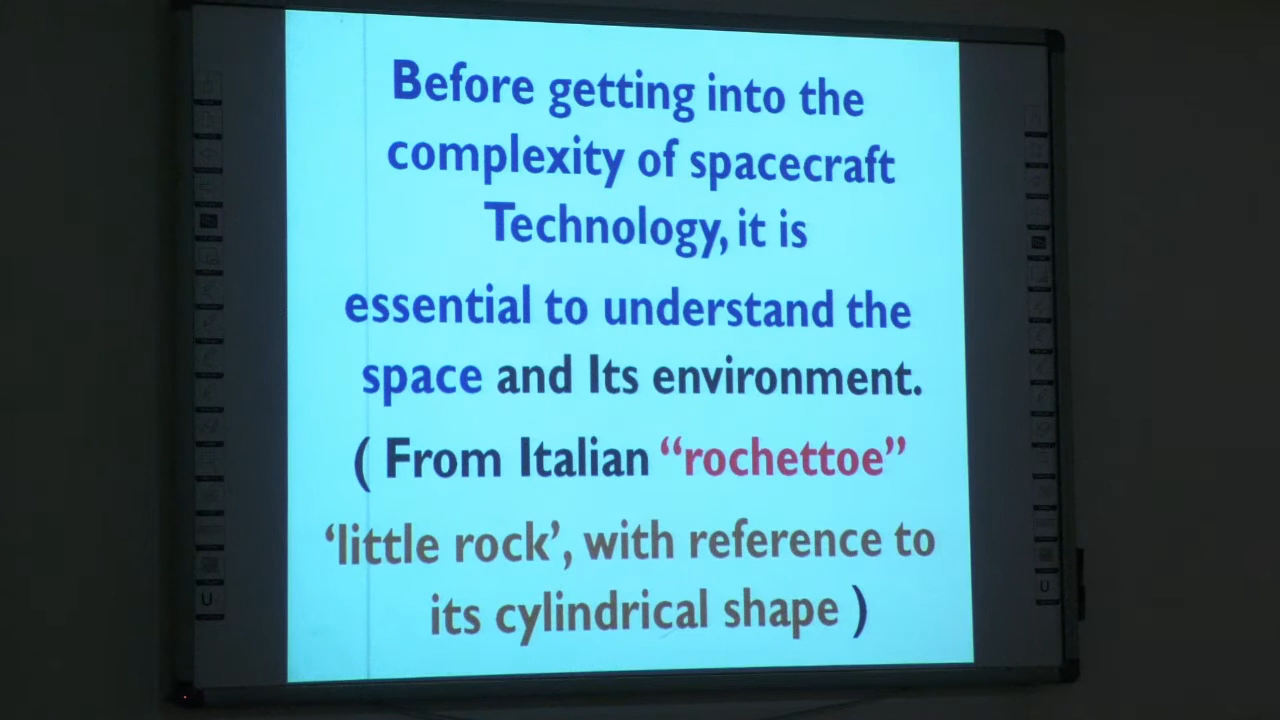 Before getting into the
complexity of spacecraft
Technology, it is
essential to understand the
space and Its environment.
( From Italian “rochettoe”
‘little rock’, with reference to
its cylindrical shape )
U
U